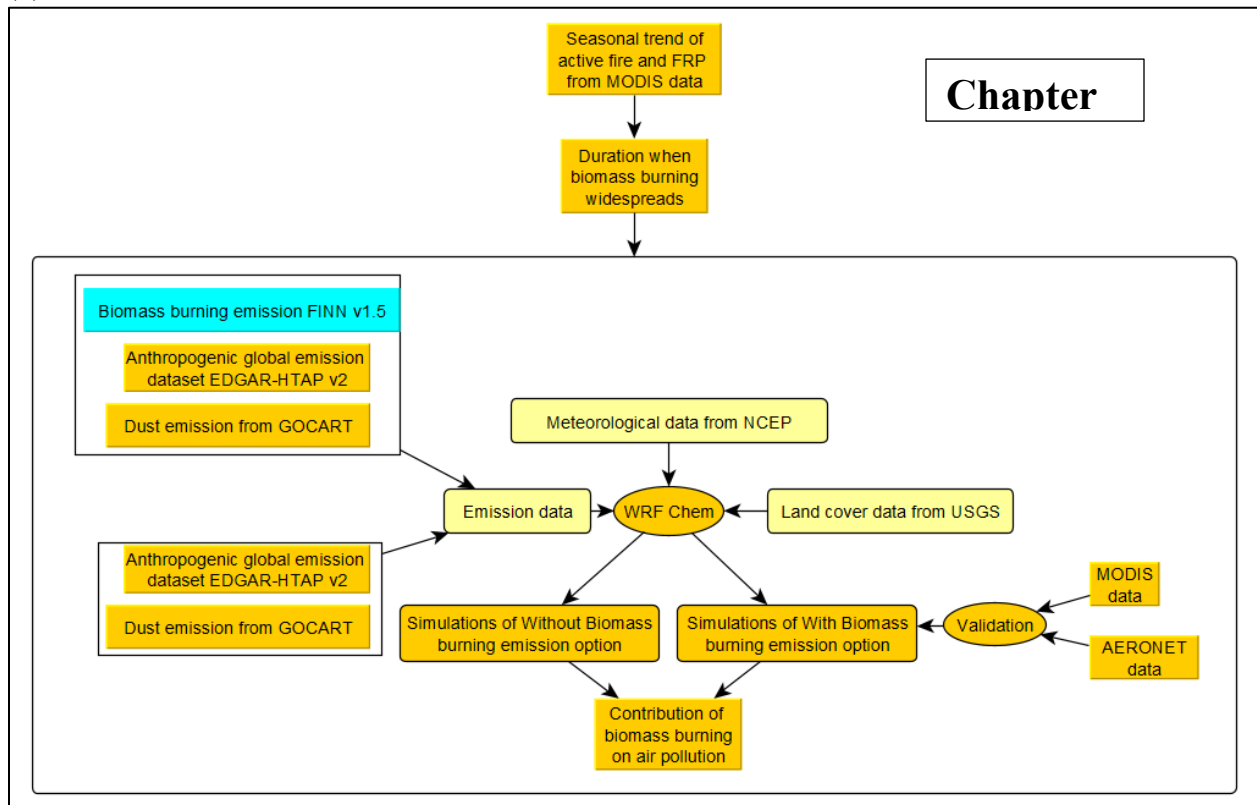 Seasonal trend of
active fire and FRP
from MODIS data
Chapter
Duration when
biomass burning
widespreads
Biomass burning emission FINN v1.5
Anthropogenic global emission
dataset EDGAR-HTAP v2
Dust emission from GOCART
Meteorological data from NCEP
Emission data
WRF Chem
Land cover data from USGS
Anthropogenic global emission
dataset EDGAR-HTAP v2
Dust emission from GOCART
Simulations of Without Biomass
burning emission option
Simulations of With Biomass
burning emission option
Validation
MODIS
data
AERONET
data
Contribution of
biomass burning
on air pollution